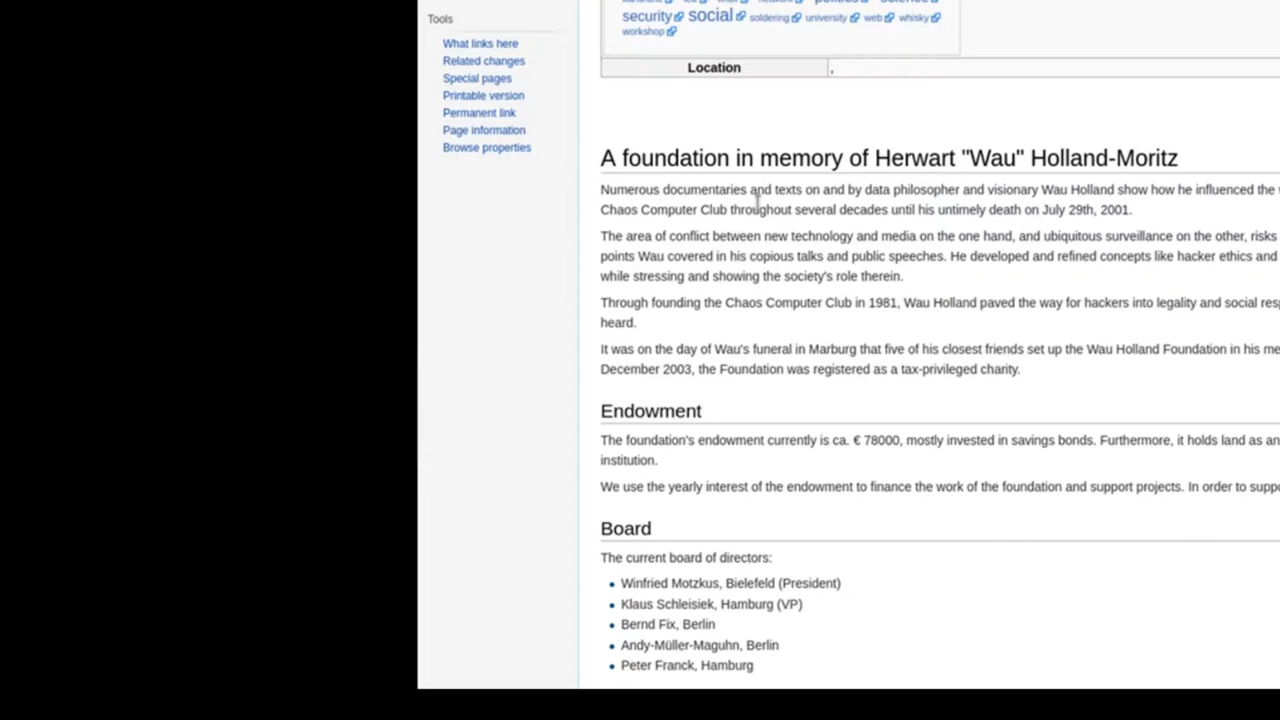 Tools
What links here
Related changes
Special pages
Printable version
Permanent link
Page information
Browse properties
security social soldering university web whisky
workshop
Location ,
A foundation in memory of Herwart "Wau" Holland-Moritz
Numerous documentaries and texts on and by data philosopher and visionary Wau Holland show how he influenced the
Chaos Computer Club throughout several decades until his untimely death on July 29th, 2001.
The area of conflict between new technology and media on the one hand, and ubiquitous surveillance on the other, risks
points Wau covered in his copious talks and public speeches. He developed and refined concepts like hacker ethics and
while stressing and showing the society's role therein.
Through founding the Chaos Computer Club in 1981, Wau Holland paved the way for hackers into legality and social
heard.
It was on the day of Wau's funeral in Marburg that five of his closest friends set up the Wau Holland Foundation in his
December 2003, the Foundation was registered as a tax-privileged charity.
Endowment
The foundation's endowment currently is ca. € 78000, mostly invested in savings bonds. Furthermore, it holds land as an
institution.
We use the yearly interest of the endowment to finance the work of the foundation and support projects. In order to
Board
The current board of directors:
Winfried Motzkus, Bielefeld (President)
Klaus Schleisiek, Hamburg (VP)
Bernd Fix, Berlin
Andy-Müller-Maguhn, Berlin
Peter Franck, Hamburg